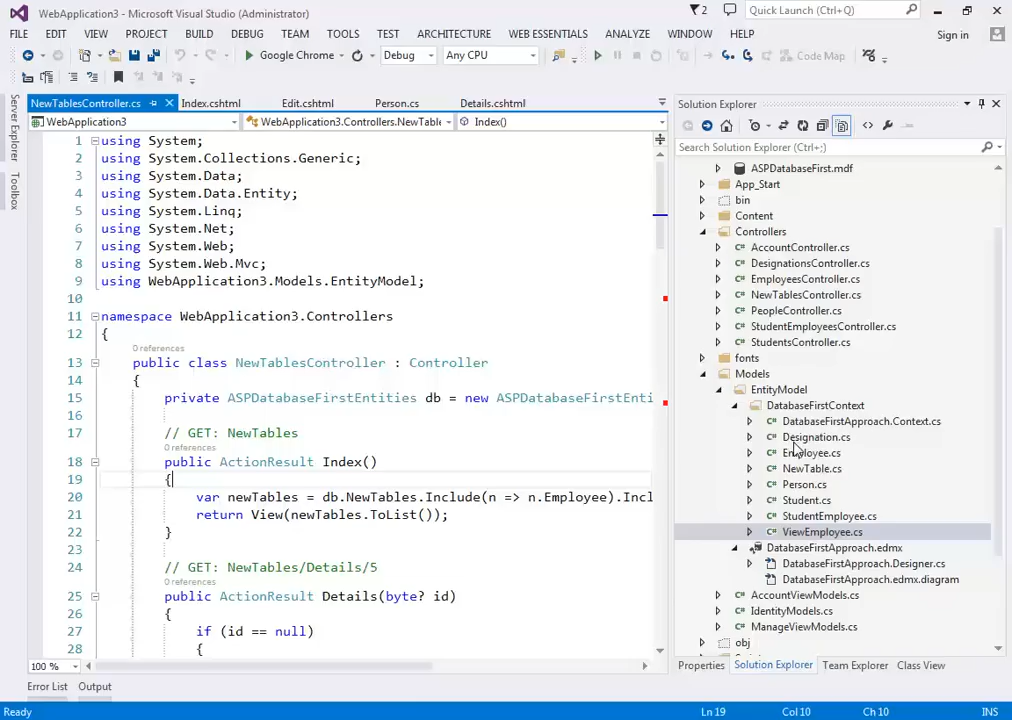 WebApplication3 - Microsoft Visual Studio (Administrator)
2
Quick Launch (Ctrl+Q)
FILE EDIT VIEW PROJECT BUILD DEBUG TEAM TOOLS TEST ARCHITECTURE WEB ESSENTIALS ANALYZE WINDOW HELP
Sign in
Google Chrome
Debug
Any CPU
Code Map
Server Explorer
Toolbox
NewTablesController.cs Index.cshtml Edit.cshtml Person.cs Details.cshtml
WebApplication3 WebApplication3.Controllers.NewTable Index()
1 using System;
2 using System.Collections.Generic;
3 using System.Data;
4 using System.Data.Entity;
5 using System.Linq;
6 using System.Net;
7 using System.Web;
8 using System.Web.Mvc;
9 using WebApplication3.Models.EntityModel;
10
11 namespace WebApplication3.Controllers
12 {
0 references
13 public class NewTablesController : Controller
14 {
15 private ASPDatabaseFirstEntities db = new ASPDatabaseFirstEnti
16
17 // GET: NewTables
0 references
18 public ActionResult Index()
19 {
20 var newTables = db.NewTables.Include(n => n.Employee).Incl
21 return View(newTables.ToList());
22 }
23
24 // GET: NewTables/Details/5
0 references
25 public ActionResult Details(byte? id)
26 {
27 if (id == null)
28 {
100 %
Solution Explorer
Search Solution Explorer (Ctrl+;)
ASPDatabaseFirst.mdf
App_Start
bin
Content
Controllers
C# AccountController.cs
C# DesignationsController.cs
C# EmployeesController.cs
C# NewTablesController.cs
C# PeopleController.cs
C# StudentEmployeesController.cs
C# StudentsController.cs
fonts
Models
EntityModel
DatabaseFirstContext
C# DatabaseFirstApproach.Context.cs
C# Designation.cs
C# Employee.cs
C# NewTable.cs
C# Person.cs
C# Student.cs
C# StudentEmployee.cs
C# ViewEmployee.cs
DatabaseFirstApproach.edmx
DatabaseFirstApproach.Designer.cs
DatabaseFirstApproach.edmx.diagram
C# AccountViewModels.cs
C# IdentityModels.cs
C# ManageViewModels.cs
obj
Properties Solution Explorer Team Explorer Class View
Error List Output
Ready
Ln 19 Col 10 Ch 10 INS